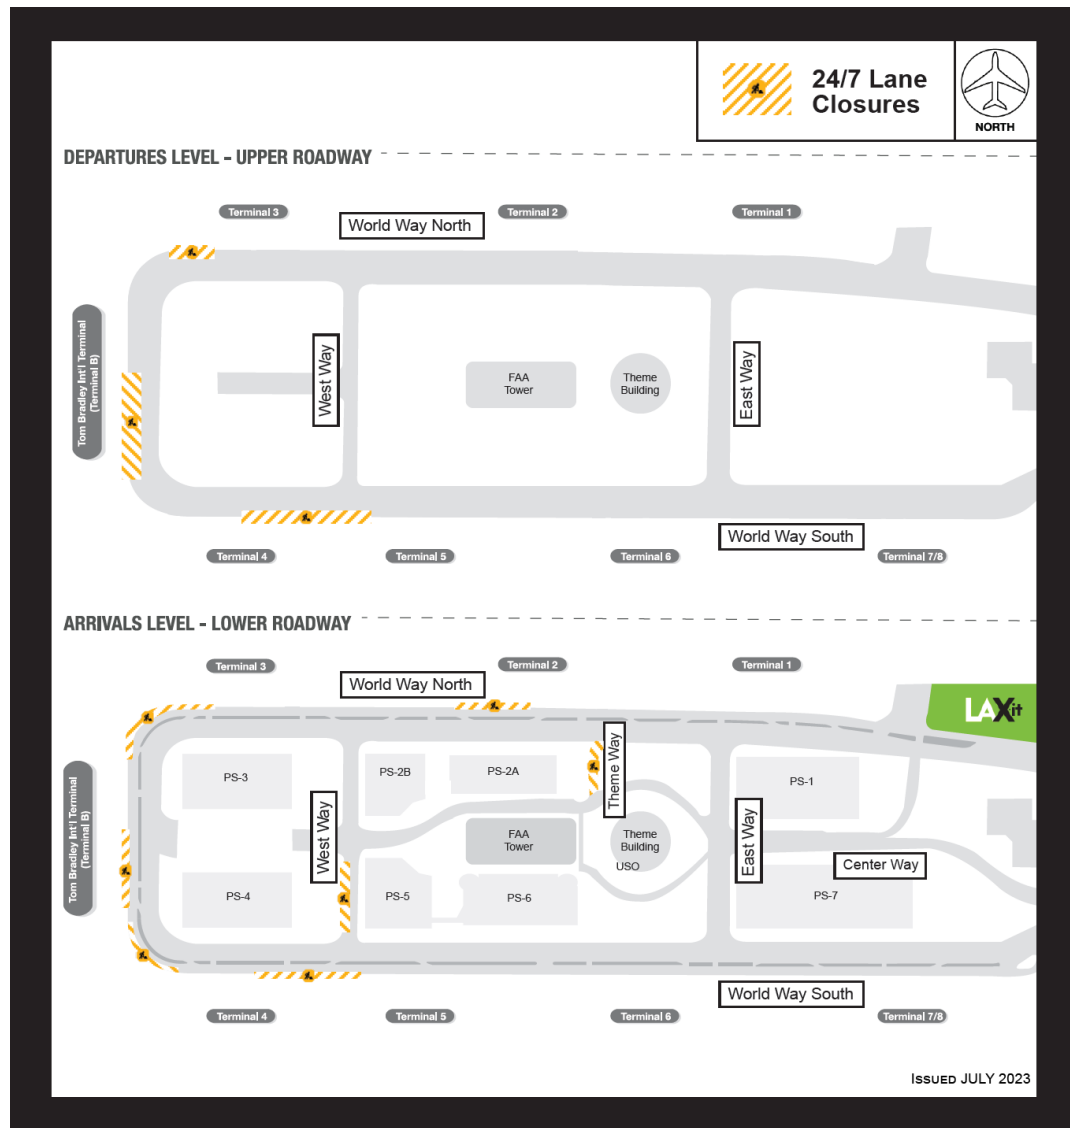 24/7 Lane
Closures
NORTH
DEPARTURES LEVEL - UPPER ROADWAY
Terminal 3
World Way North
Terminal 2
Terminal 1
Tom Bradley Int'l Terminal
(Terminal B)
West Way
FAA
Tower
Theme
Building
East Way
World Way South
Terminal 4
Terminal 5
Terminal 6
Terminal 7/8
ARRIVALS LEVEL - LOWER ROADWAY
Terminal 3
World Way North
Terminal 2
Terminal 1
LAXit
Theme Way
PS-3
PS-2B
PS-2A
PS-1
Tom Bradley Int'l Terminal
(Terminal B)
West Way
FAA
Tower
Theme
Building
USO
East Way
Center Way
PS-4
PS-5
PS-6
PS-7
World Way South
Terminal 4
Terminal 5
Terminal 6
Terminal 7/8
ISSUED JULY 2023